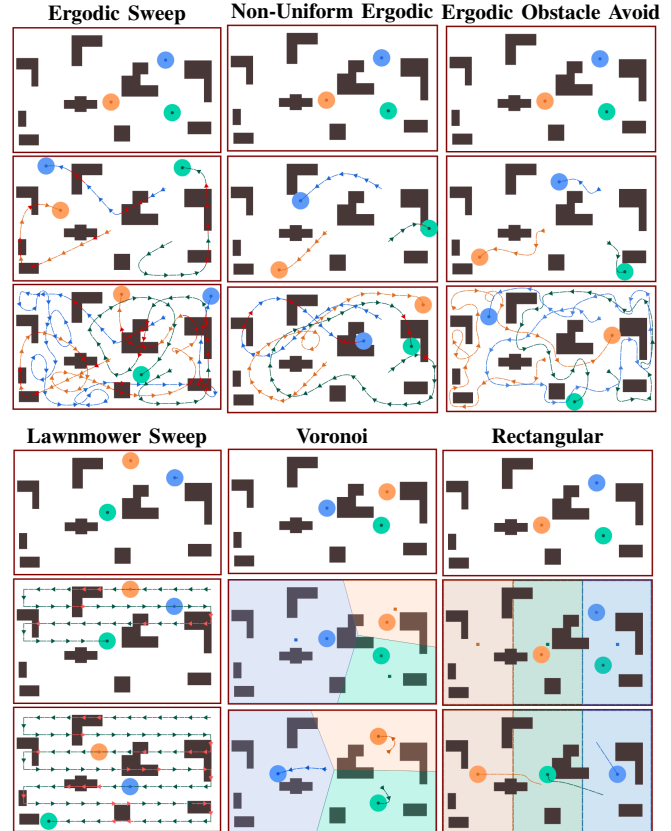 Ergodic Sweep
Non-Uniform Ergodic
Ergodic Obstacle Avoid
Lawnmower Sweep
Voronoi
Rectangular